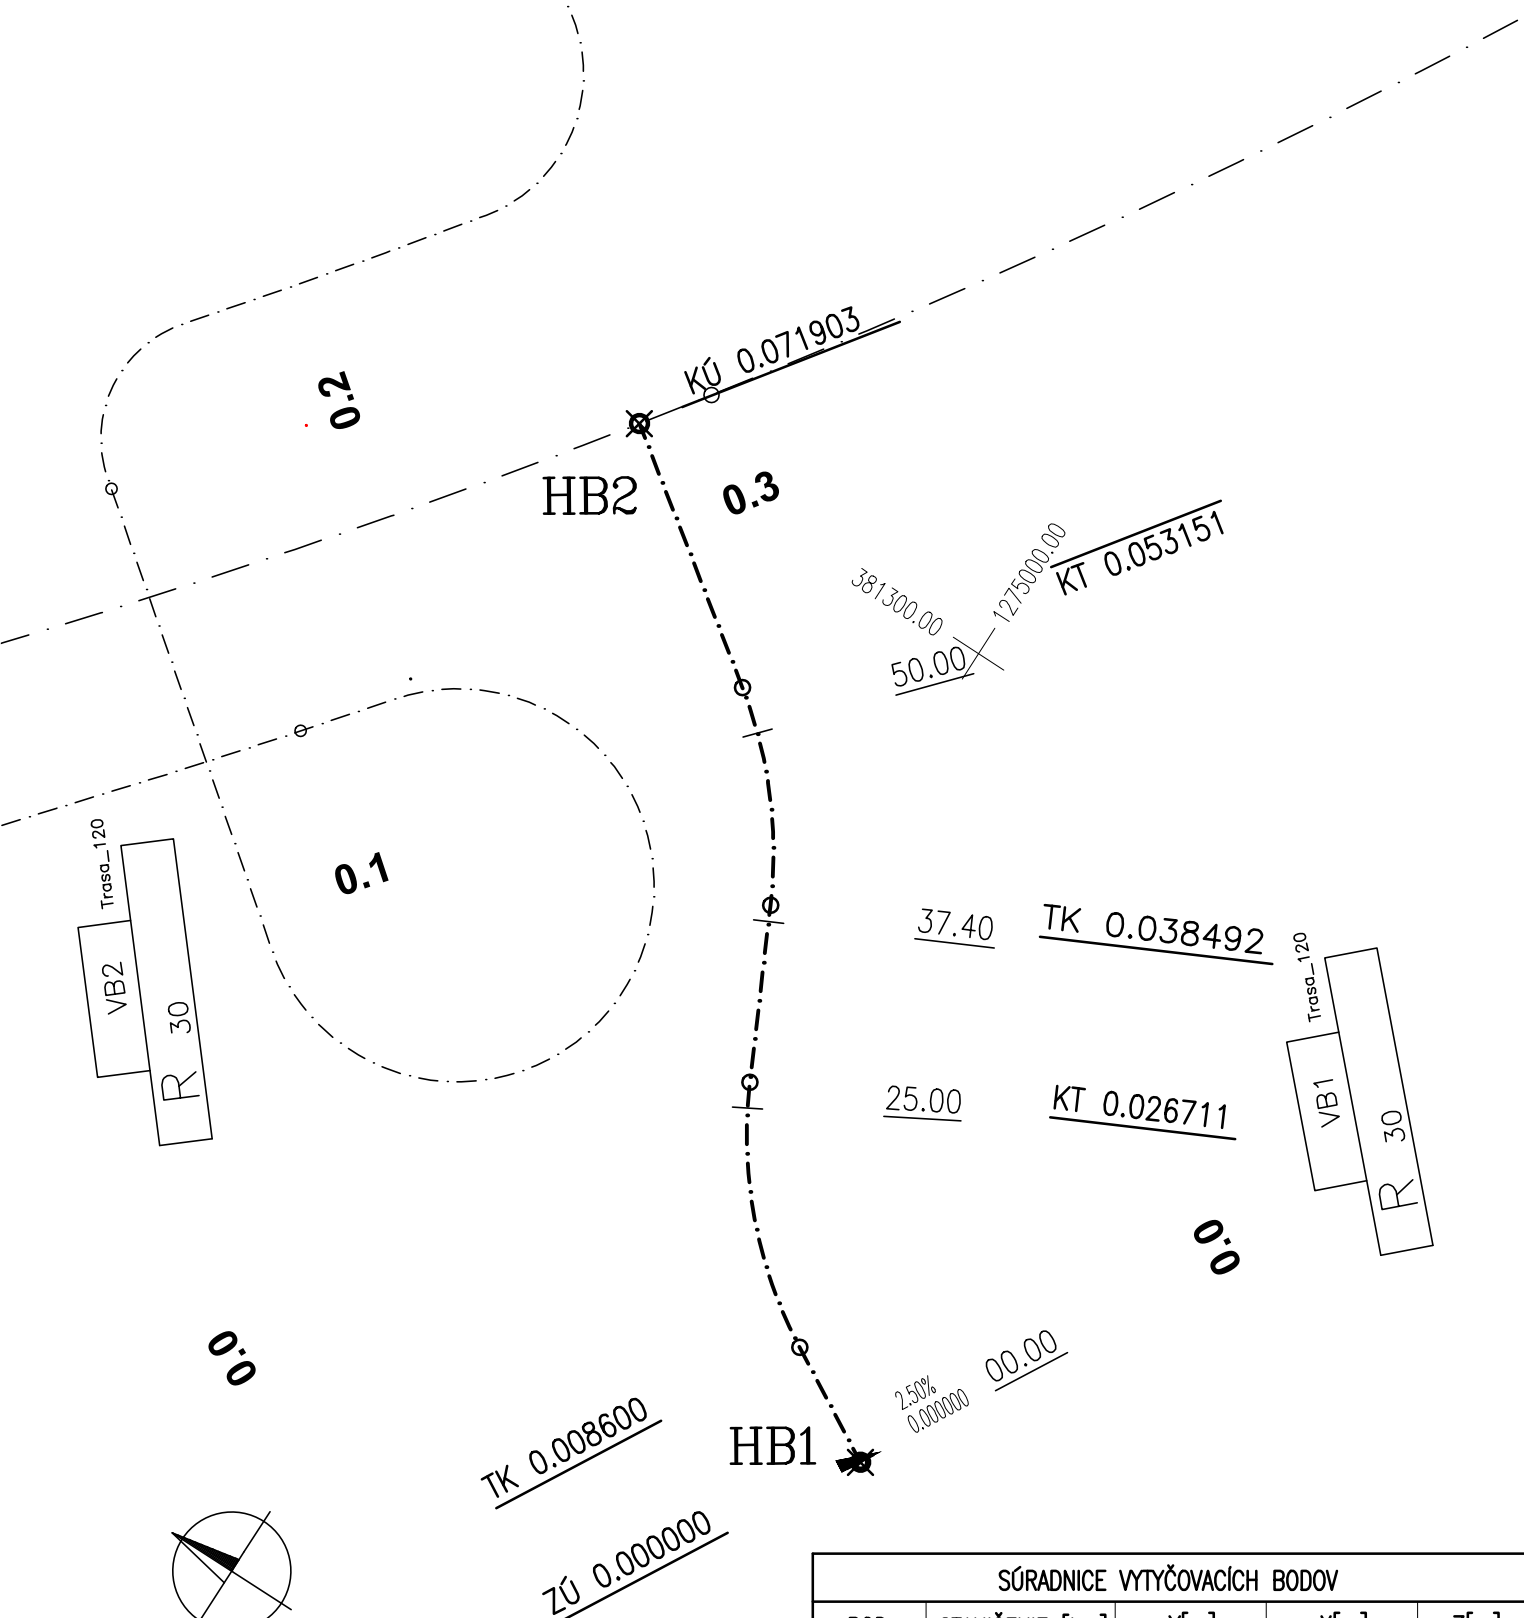 KÚ 0.071903
0.2
HB2
0.3
KT 0.053151
1275000.00
381300.00
50.00
Trasa_120
0.1
VB2
R 30
37.40
TK 0.038492
Trasa_120
VB1
R 30
25.00
KT 0.026711
0.0
0.0
00.00
2.50%
0.000000
HB1
TK 0.008600
ZÚ 0.000000
SÚRADNICE VYTYČOVACÍCH BODOV